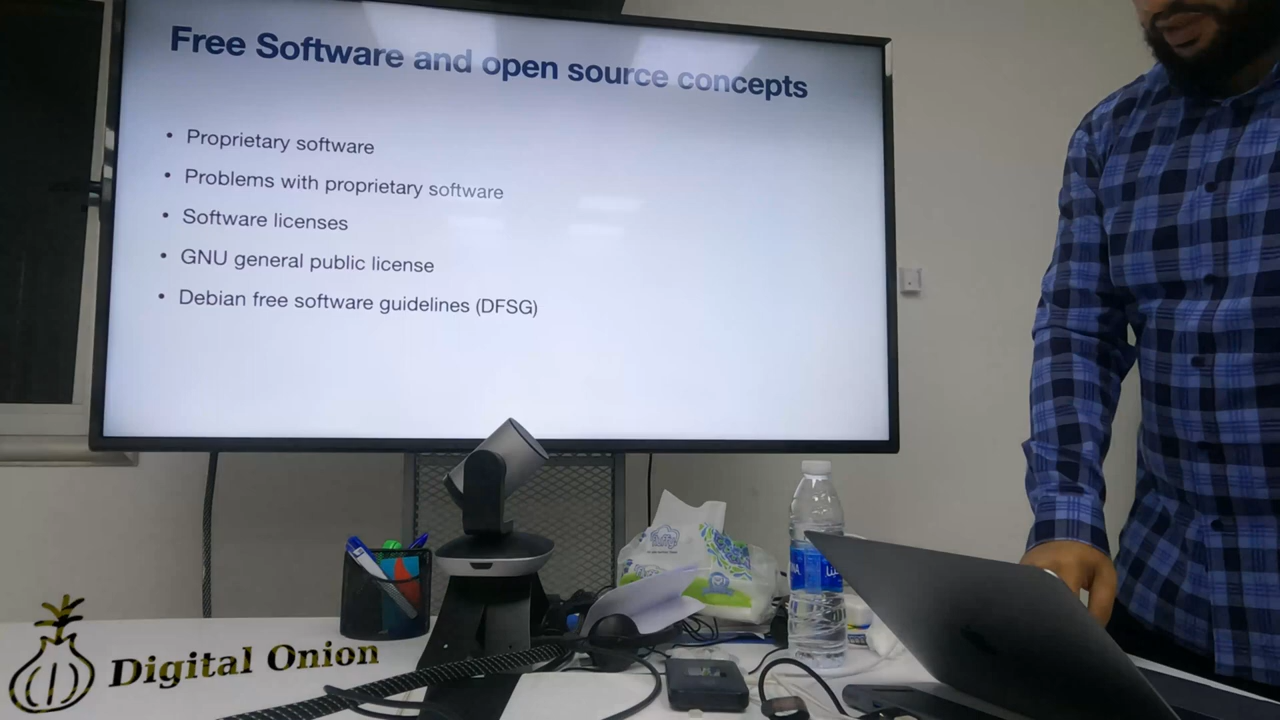 Free Software and open source concepts
• Proprietary software
• Problems with proprietary software
• Software licenses
• GNU general public license
• Debian free software guidelines (DFSG)
Digital Onion